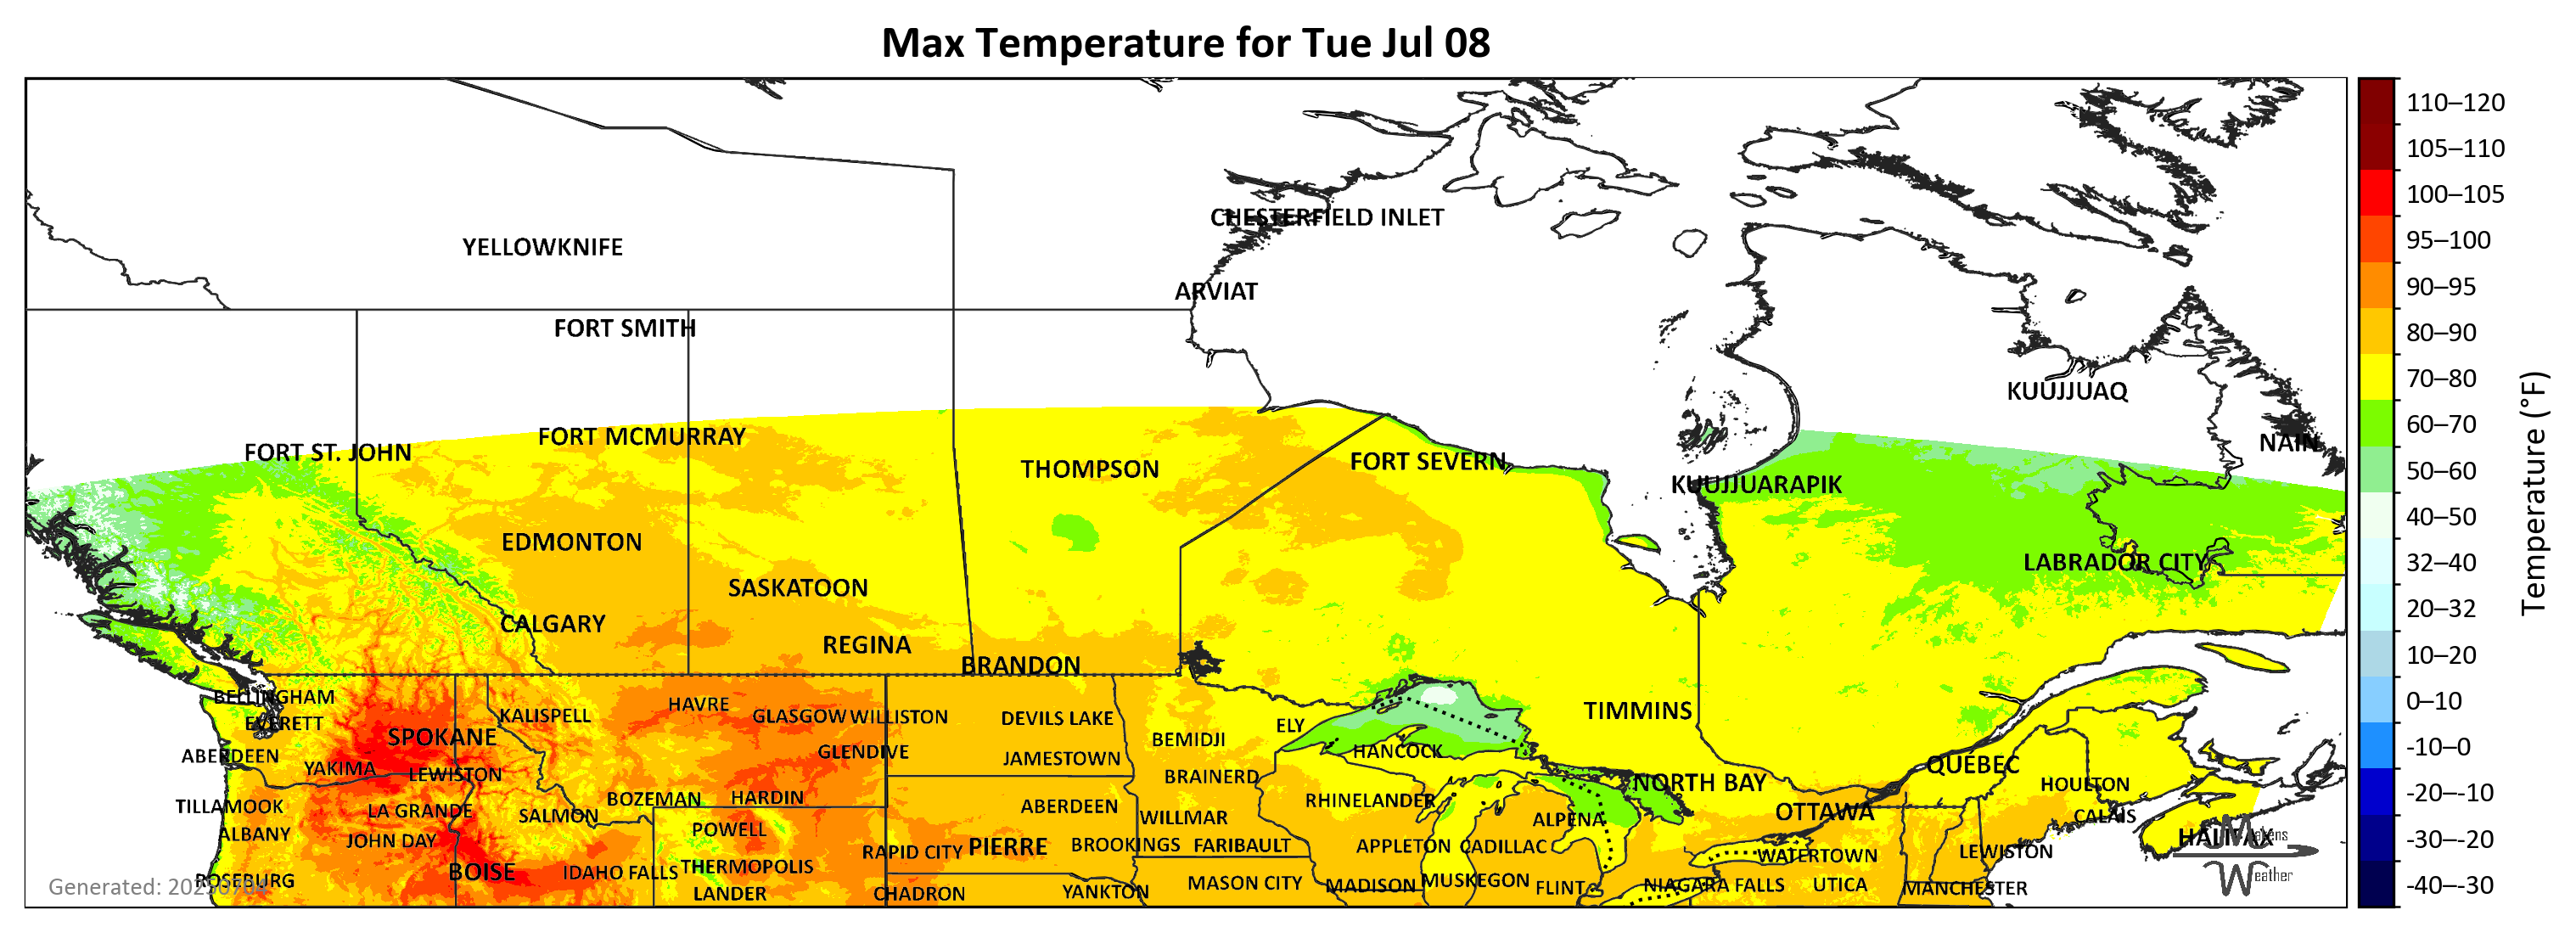 Max Temperature for Tue Jul 08
CHESTERFIELD INLET
YELLOWKNIFE
ARVIAT
FORT SMITH
KUUJJUAQ
FORT MCMURRAY
NAIN
FORT ST. JOHN
FORT SEVERN
THOMPSON
KUUJJUARAPIK
EDMONTON
LABRADOR CITY
SASKATOON
CALGARY
REGINA
BRANDON
BELLINGHAM
HAVRE
TIMMINS
KALISPELL
GLASGOW
WILLISTON
DEVILS LAKE
EVERETT
ELY
SPOKANE
BEMIDJI
HANCOCK
GLENDIVE
ABERDEEN
JAMESTOWN
QUÉBEC
YAKIMA
LEWISTON
BRAINERD
NORTH BAY
HOULTON
BOZEMAN
HARDIN
RHINELANDER
TILLAMOOK
ABERDEEN
LA GRANDE
SALMON
WILLMAR
OTTAWA
CALAIS
ALPENA
POWELL
ALBANY
HALIFAX
Makens
Weather
JOHN DAY
PIERRE
BROOKINGS
FARIBAULT
APPLETON
CADILLAC
RAPID CITY
LEWISTON
WATERTOWN
THERMOPOLIS
BOISE
IDAHO FALLS
ROSEBURG
MUSKEGON
MASON CITY
MADISON
FLINT
NIAGARA FALLS
UTICA
MANCHESTER
LANDER
CHADRON
YANKTON
Generated: 20250704
110–120
105–110
100–105
95–100
90–95
80–90
70–80
60–70
50–60
40–50
32–40
20–32
10–20
0–10
-10–0
-20–-10
-30–-20
-40–-30
Temperature (°F)